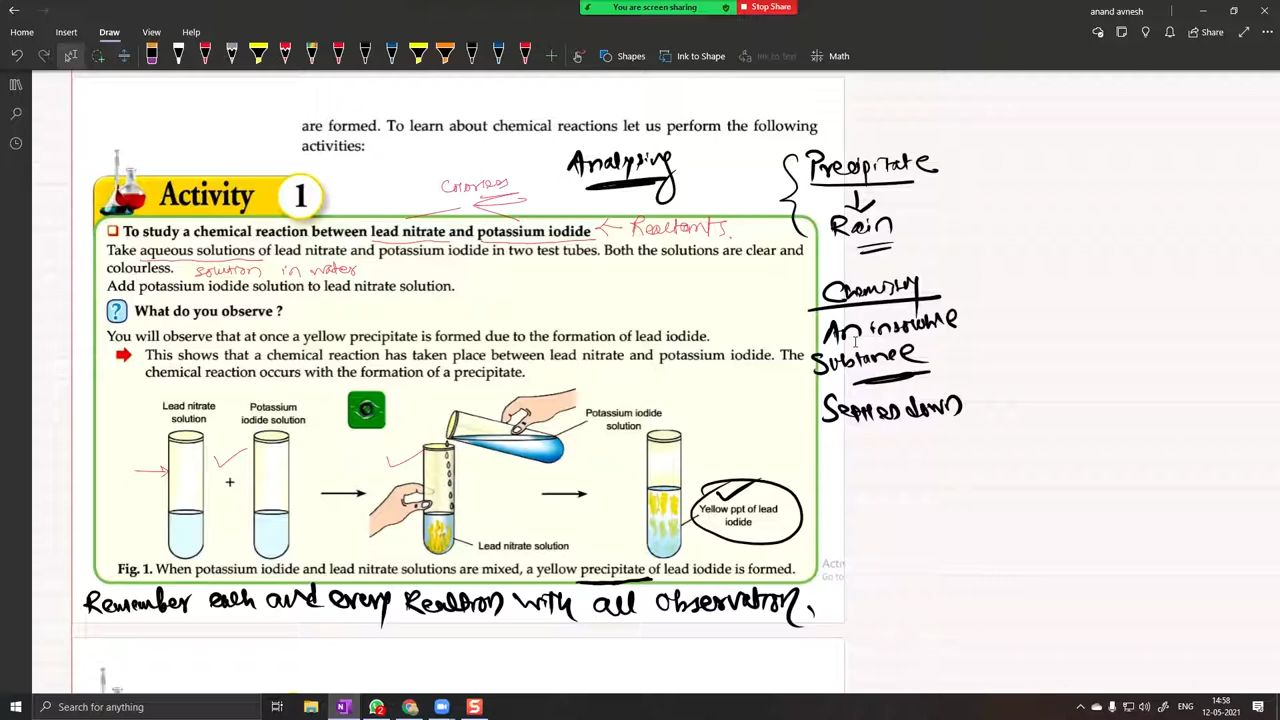 You are screen sharing
Stop Share
anand avnesh
Home
Insert
Draw
View
Help
Share
Shapes
Ink to Shape
Ink to Text
Math
are formed. To learn about chemical reactions let us perform the following
activities:
Analysing
Precipitate
Rain
Colorless
Activity 1
To study a chemical reaction between lead nitrate and potassium iodide
Reactants.
Take aqueous solutions of lead nitrate and potassium iodide in two test tubes. Both the solutions are clear and
colourless.
solution in water
Add potassium iodide solution to lead nitrate solution.
? What do you observe ?
You will observe that at once a yellow precipitate is formed due to the formation of lead iodide.
This shows that a chemical reaction has taken place between lead nitrate and potassium iodide. The
chemical reaction occurs with the formation of a precipitate.
Chemistry
An insoluble
Substance
Settles down
Lead nitrate
solution
Potassium
iodide solution
+
Potassium iodide
solution
Lead nitrate solution
Yellow ppt of lead
iodide
Fig. 1. When potassium iodide and lead nitrate solutions are mixed, a yellow precipitate of lead iodide is formed.
Remember each and every Reaction with all observation.
Acti
Go to
Search for anything
ENG
14:58
12-05-2021